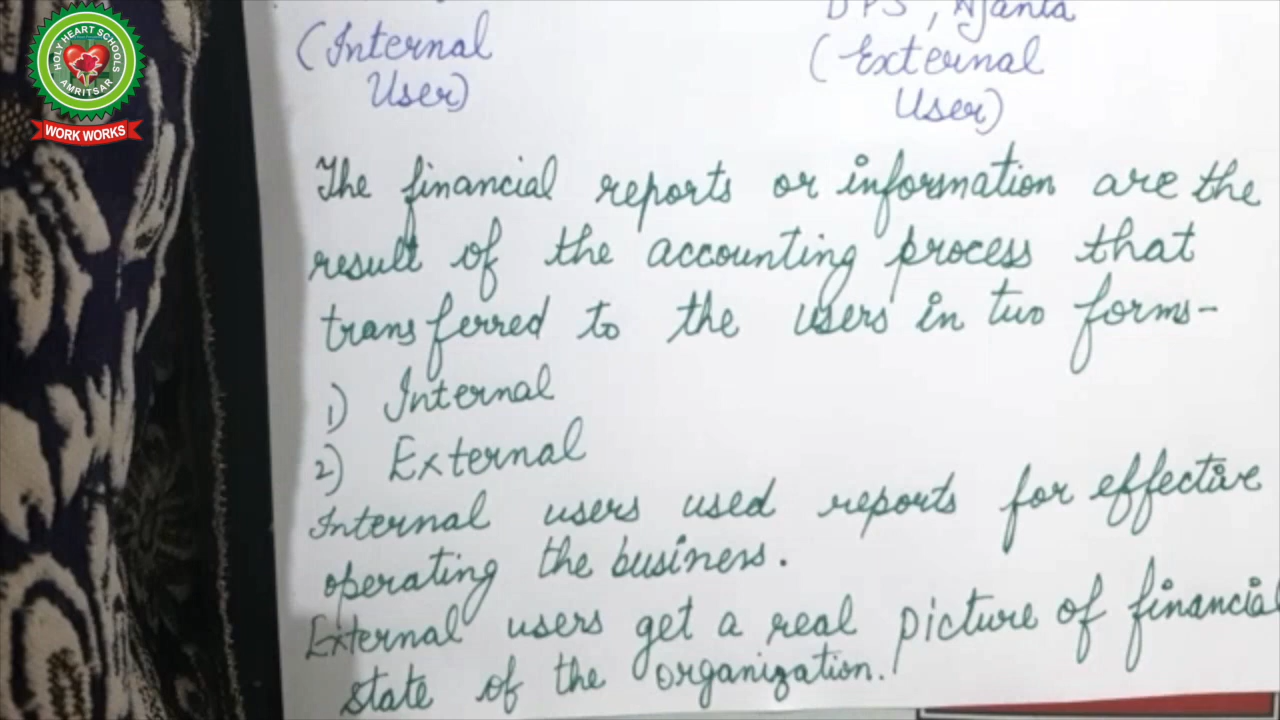 HOLY HEART SCHOOLS
AMRITSAR
WORK WORKS
DPS, Ajanta
(Internal
User)
(External
User)
The financial reports or information are the
result of the accounting process that
transferred to the users in two forms-
1) Internal
2) External
Internal users used reports for effective
operating the business.
External users get a real picture of financial
state of the organization.